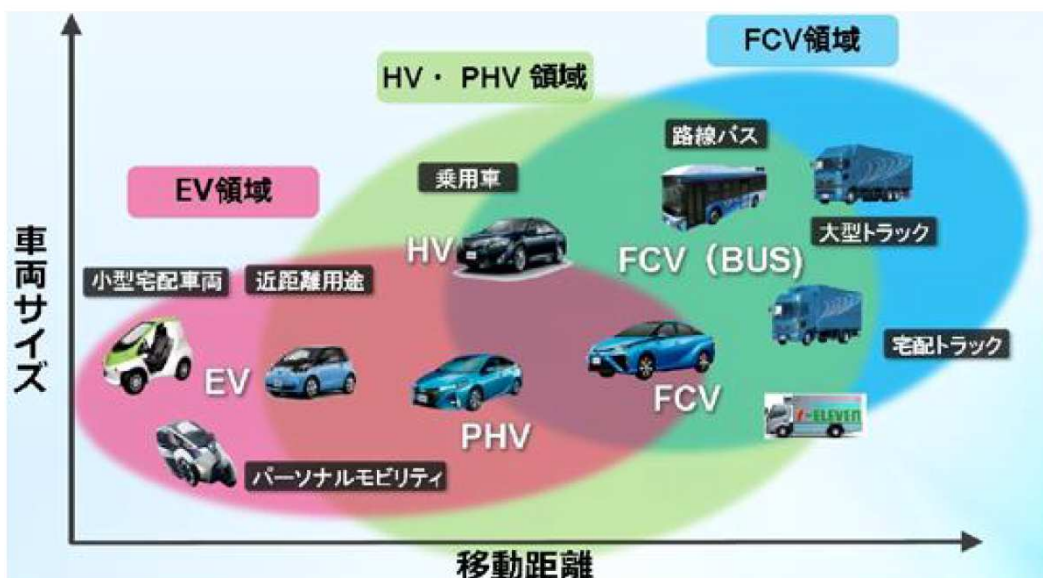 FCV領域
HV・PHV 領域
路線バス
乗用車
EV領域
大型トラック
HV
FCV（BUS)
小型宅配車両
近距離用途
宅配トラック
EV
FCV
PHV
-ELEVEN
パーソナルモビリティ
車両サイズ
移動距離